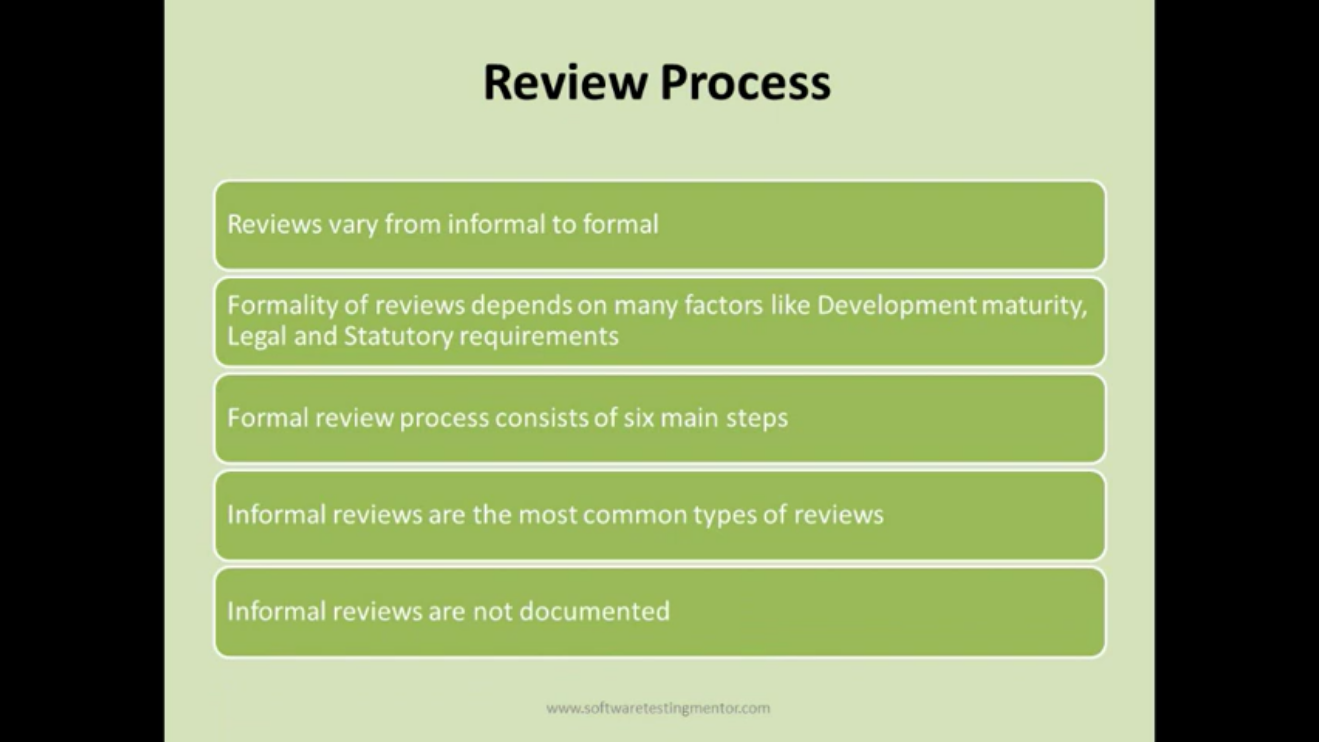 Review Process
Reviews vary from informal to formal
Formality of reviews depends on many factors like Development maturity,
Legal and Statutory requirements
Formal review process consists of six main steps
Informal reviews are the most common types of reviews
Informal reviews are not documented
www.softwaretestingmentor.com